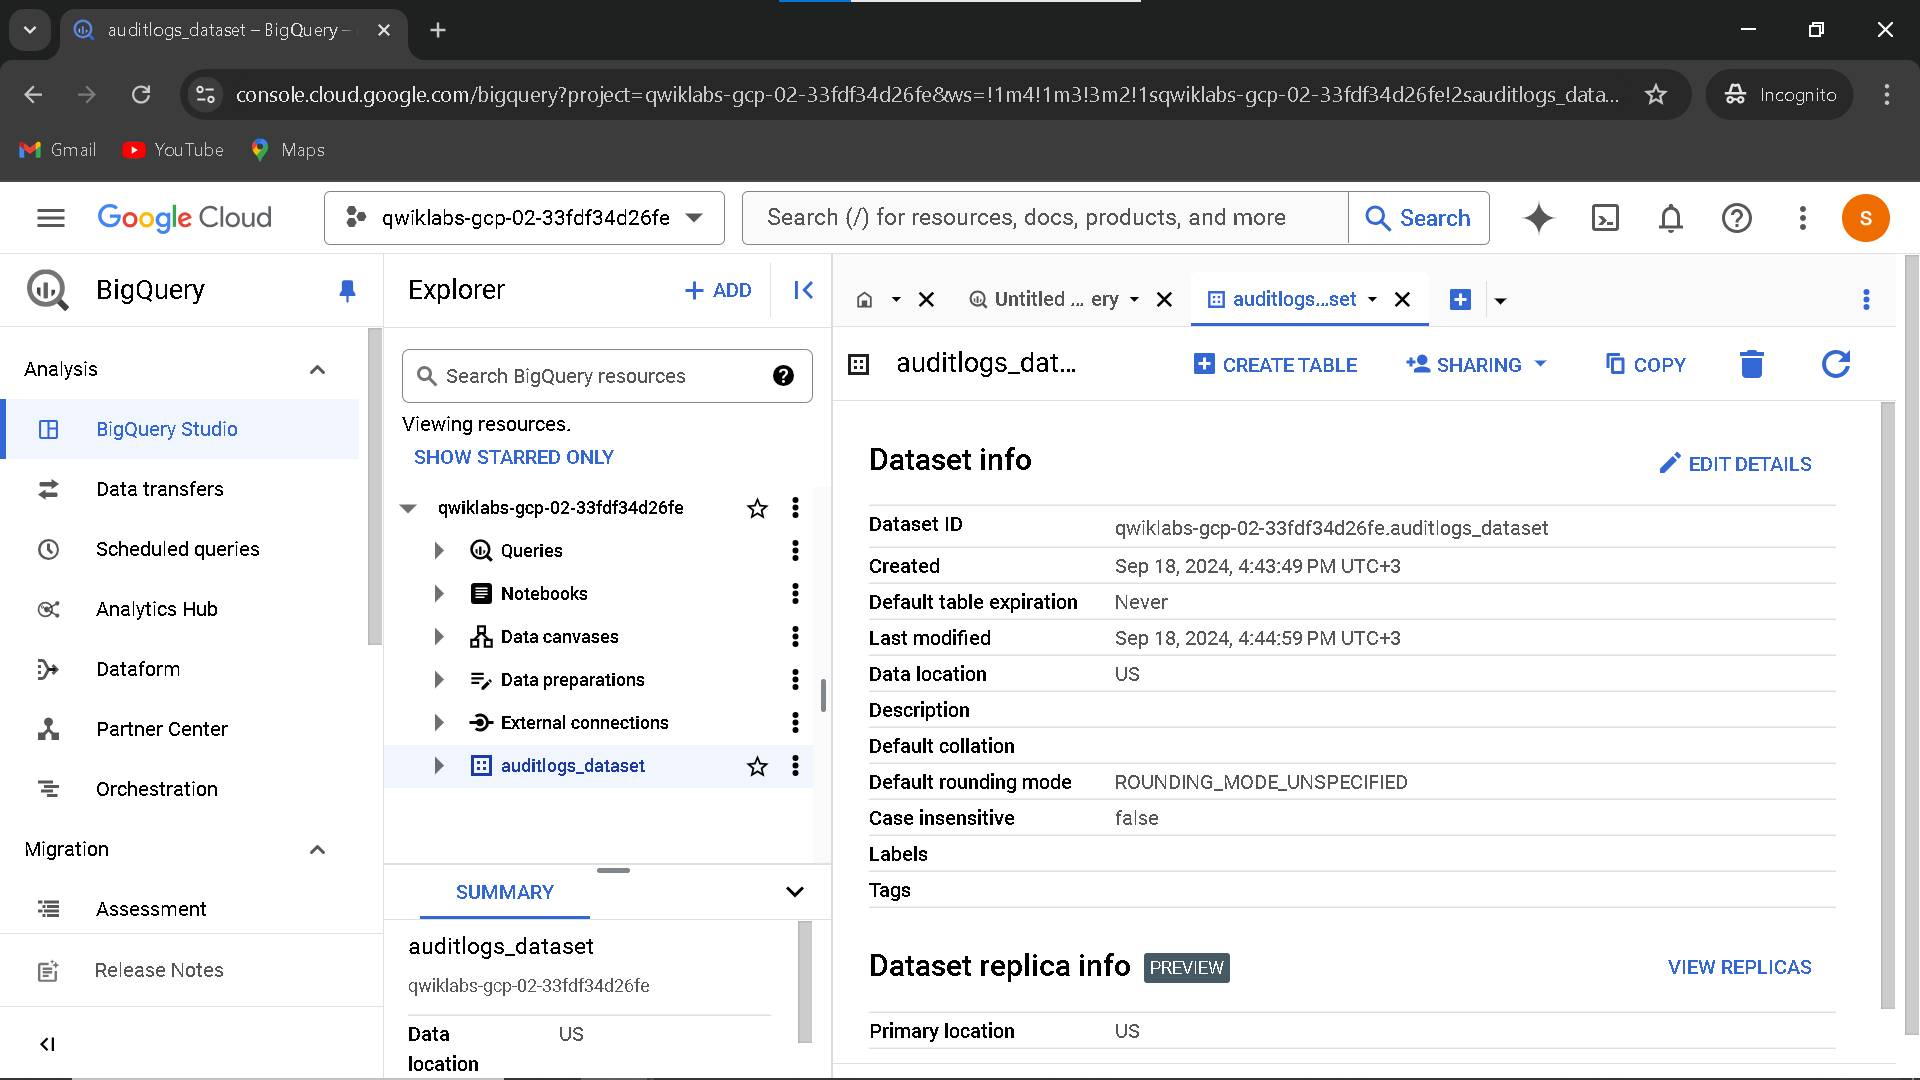 auditlogs_dataset – BigQuery –
console.cloud.google.com/bigquery?project=qwiklabs-gcp-02-33fdf34d26fe&ws=!1m4!1m3!3m2!1sqwiklabs-gcp-02-33fdf34d26fe!2sauditlogs_data...
Incognito
Gmail
YouTube
Maps
Google Cloud
qwiklabs-gcp-02-33fdf34d26fe
Search (/) for resources, docs, products, and more
Search
S
BigQuery
Analysis
BigQuery Studio
Data transfers
Scheduled queries
Analytics Hub
Dataform
Partner Center
Orchestration
Migration
Assessment
Release Notes
Explorer
ADD
Search BigQuery resources
Viewing resources.
SHOW STARRED ONLY
qwiklabs-gcp-02-33fdf34d26fe
Queries
Notebooks
Data canvases
Data preparations
External connections
auditlogs_dataset
SUMMARY
auditlogs_dataset
qwiklabs-gcp-02-33fdf34d26fe
Data location US
Untitled ... ery
auditlogs...set
auditlogs_dat...
CREATE TABLE
SHARING
COPY
Dataset info
EDIT DETAILS
Dataset ID qwiklabs-gcp-02-33fdf34d26fe.auditlogs_dataset
Created Sep 18, 2024, 4:43:49 PM UTC+3
Default table expiration Never
Last modified Sep 18, 2024, 4:44:59 PM UTC+3
Data location US
Description
Default collation
Default rounding mode ROUNDING_MODE_UNSPECIFIED
Case insensitive false
Labels
Tags
Dataset replica info PREVIEW
VIEW REPLICAS
Primary location US